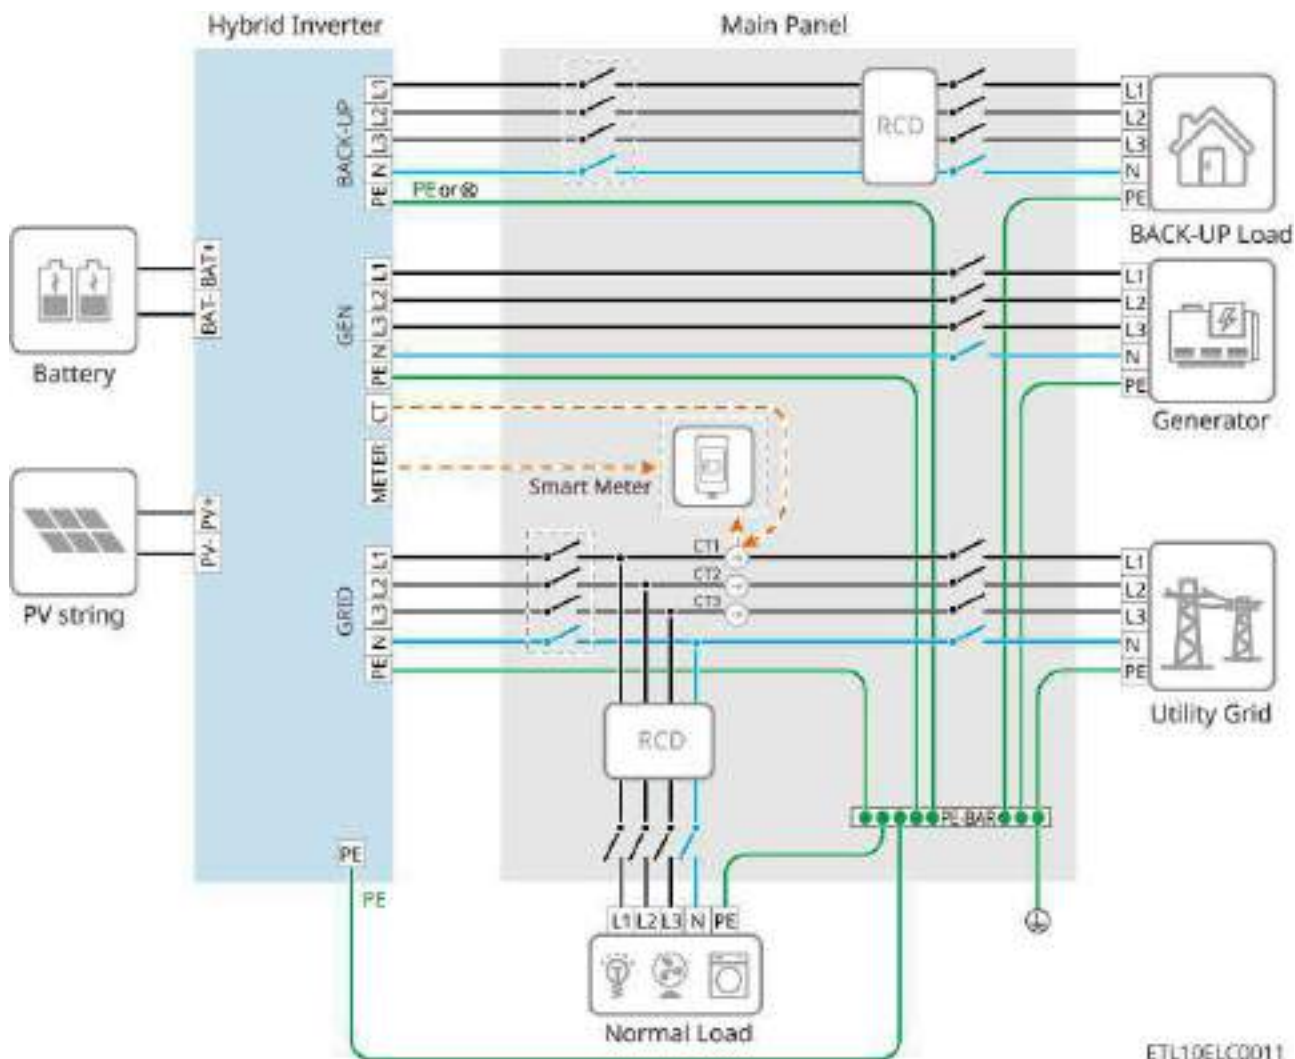 Hybrid Inverter
Main Panel
BACK-UP
L1
L2
L3
N
PE
PE or ⊗
RCD
L1
L2
L3
N
PE
BACK-UP Load
BAT+
BAT-
Battery
GEN
L1
L2
L3
N
PE
L1
L2
L3
N
PE
Generator
CT
METER
Smart Meter
PV+
PV-
PV string
GRID
L1
L2
L3
N
PE
CT1
CT2
CT3
L1
L2
L3
N
PE
Utility Grid
RCD
PE-BAR
PE
PE
L1 L2 L3 N PE
Normal Load
ETL10ELC0011